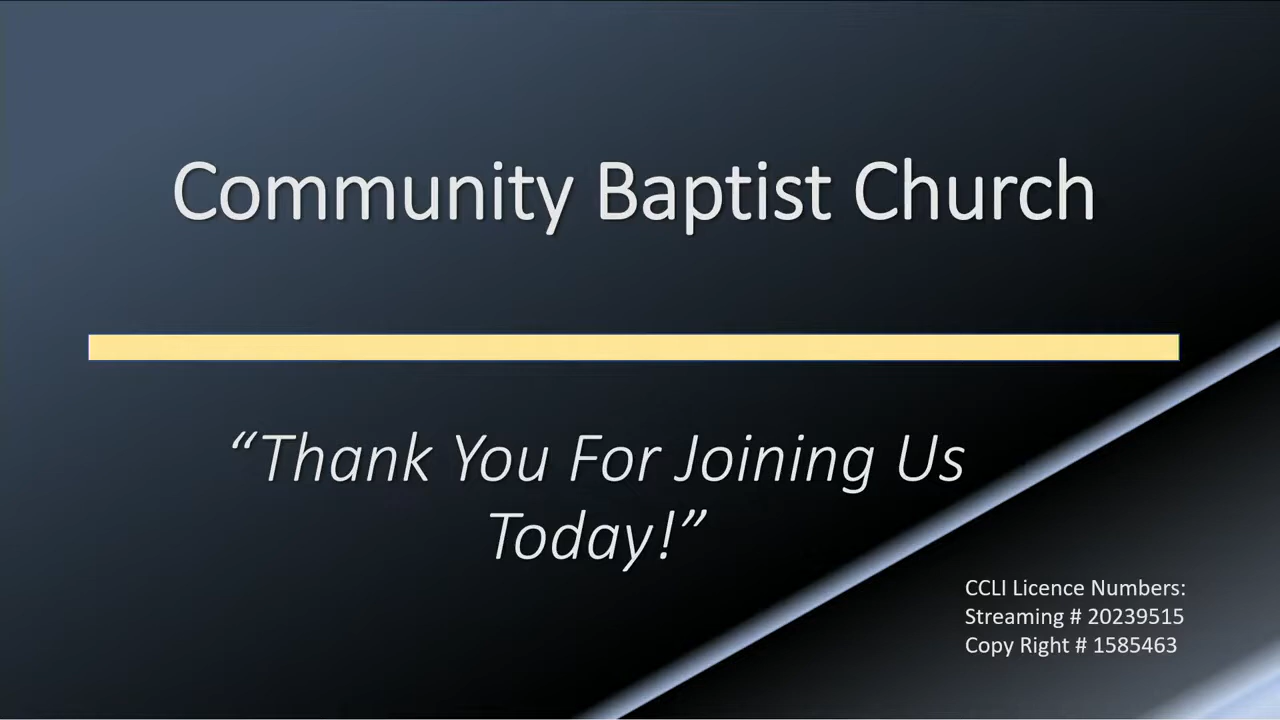 Community Baptist Church
“Thank You For Joining Us
Today!”
CCLI Licence Numbers:
Streaming # 20239515
Copy Right # 1585463